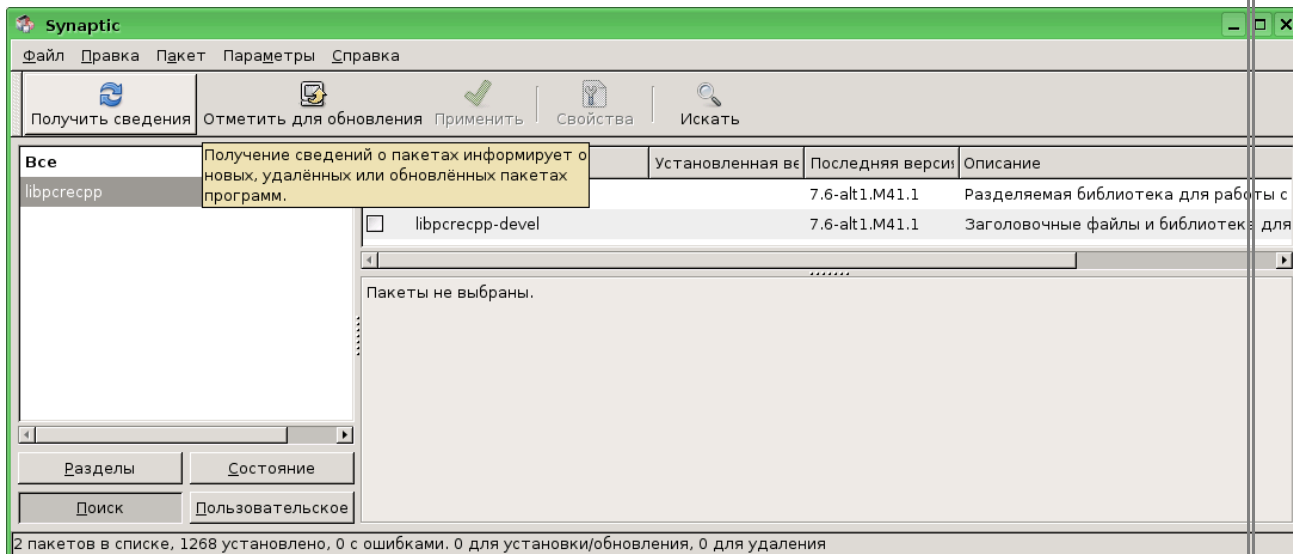 Synaptic
Файл Правка Пакет Параметры Справка
Получить сведения Отметить для обновления Применить Свойства Искать
Получение сведений о пакетах информирует о
новых, удалённых или обновлённых пакетах
программ.
Все
libpcrecpp
Установленная ве Последняя верси Описание
7.6-alt1.M41.1 Разделяемая библиотека для работы с
libpcrecpp-devel 7.6-alt1.M41.1 Заголовочные файлы и библиотека для
Пакеты не выбраны.
Разделы Состояние
Поиск Пользовательское
2 пакетов в списке, 1268 установлено, 0 с ошибками. 0 для установки/обновления, 0 для удаления